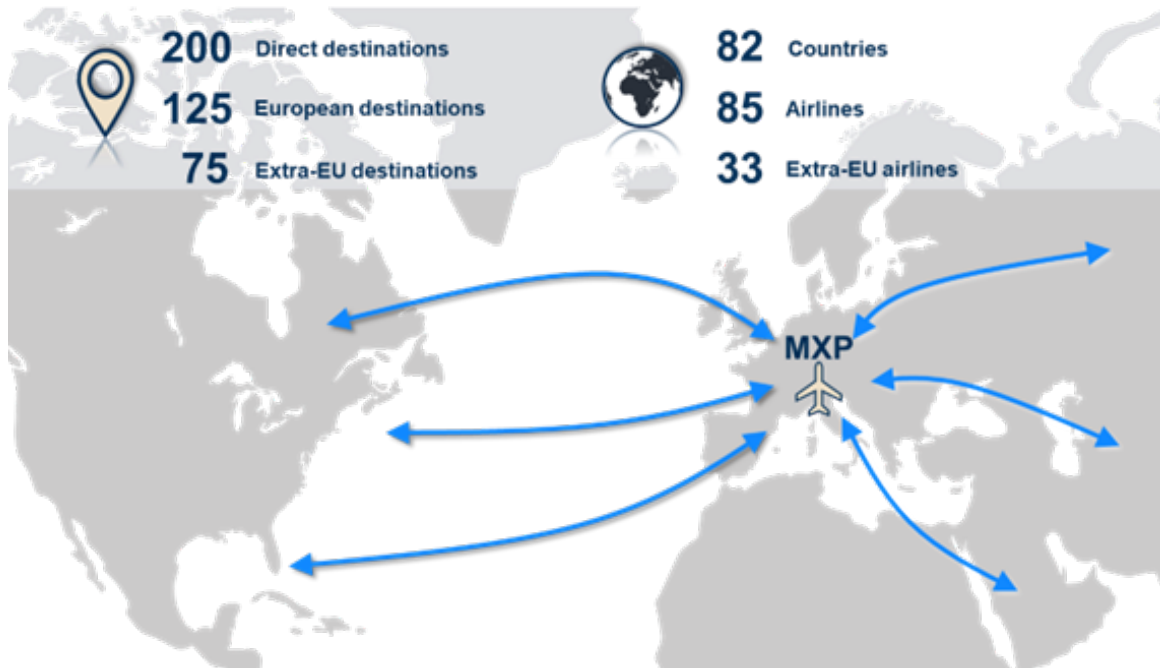 200 Direct destinations
125 European destinations
75 Extra-EU destinations
82 Countries
85 Airlines
33 Extra-EU airlines
MXP